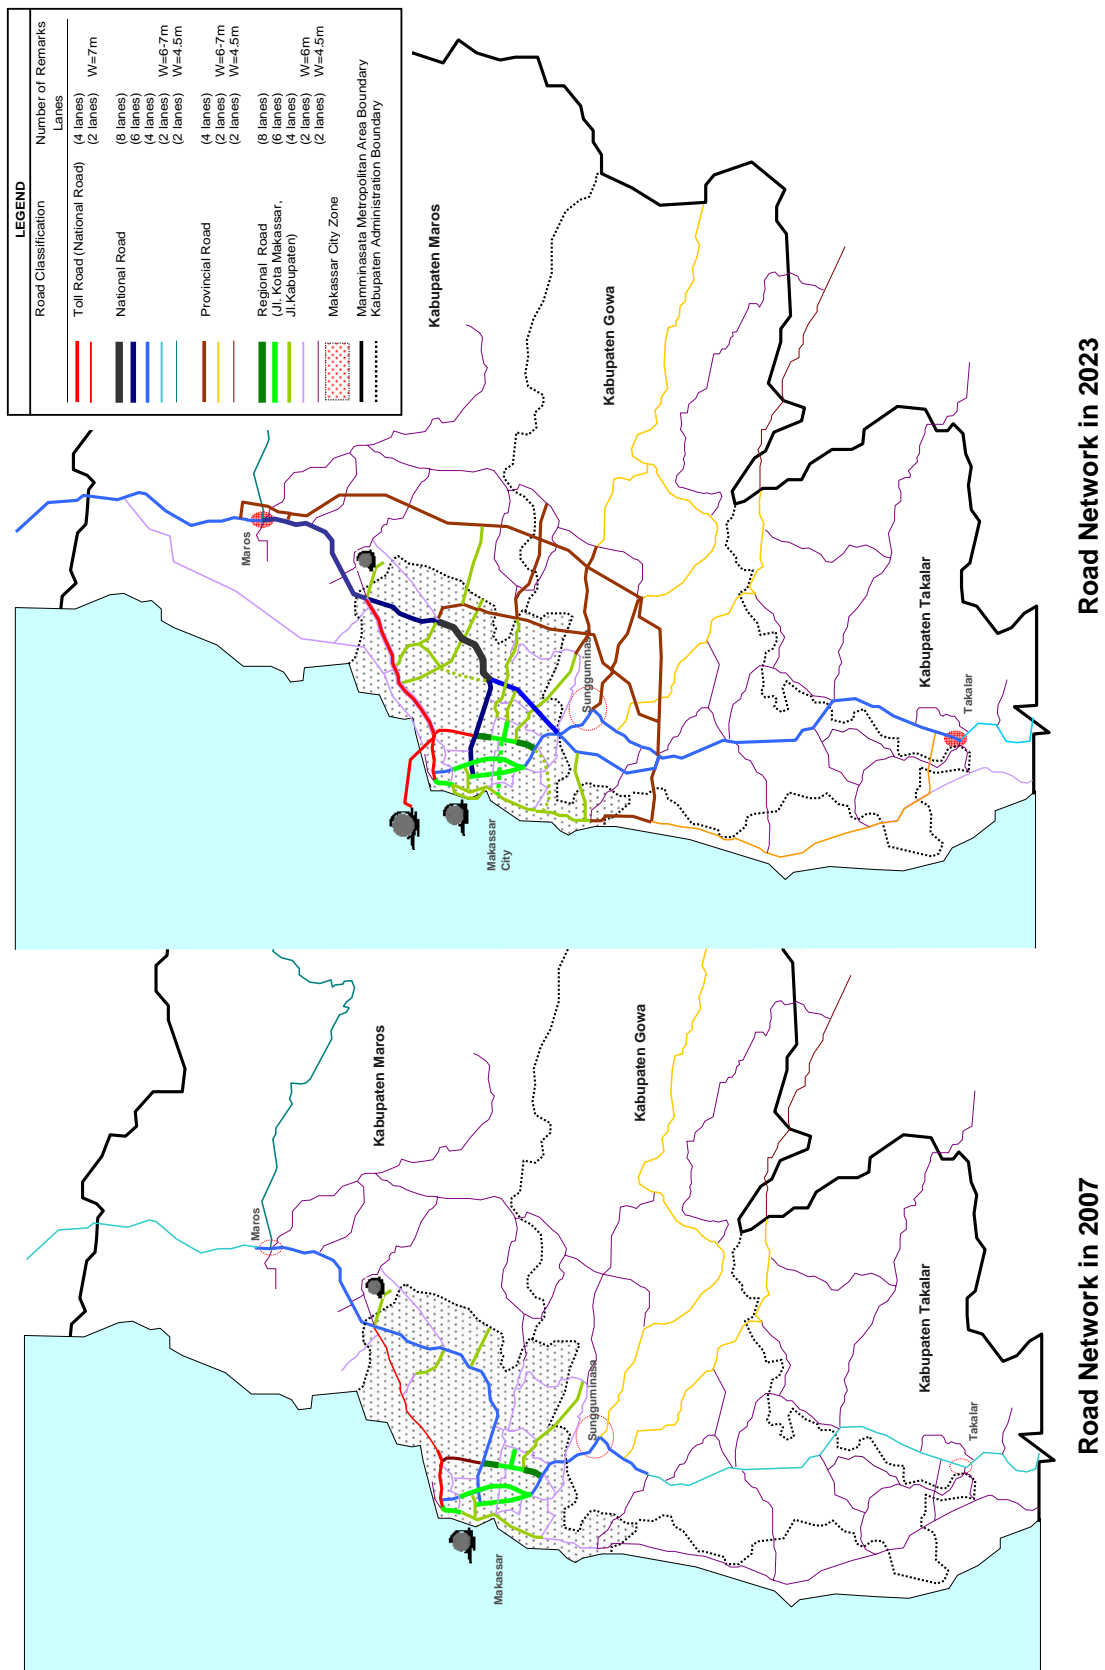 LEGEND
Road Classification
Number of Remarks
Lanes
Toll Road (National Road) (4 lanes)
(2 lanes) W=7m
National Road (8 lanes)
(6 lanes)
(4 lanes)
(2 lanes) W=6-7m
(2 lanes) W=4.5m
Provincial Road (4 lanes)
(2 lanes) W=6-7m
(2 lanes) W=4.5m
Regional Road (8 lanes)
(Jl. Kota Makassar, (6 lanes)
Jl.Kabupaten) (4 lanes)
(2 lanes) W=6m
(2 lanes) W=4.5m
Makassar City Zone
Mamminasata Metropolitan Area Boundary
Kabupaten Administration Boundary
Kabupaten Maros
Maros
Kabupaten Gowa
Sungguminasa
Makassar
City
Kabupaten Takalar
Takalar
Road Network in 2023
Maros
Kabupaten Maros
Kabupaten Gowa
Sungguminasa
Makassar
Kabupaten Takalar
Takalar
Road Network in 2007